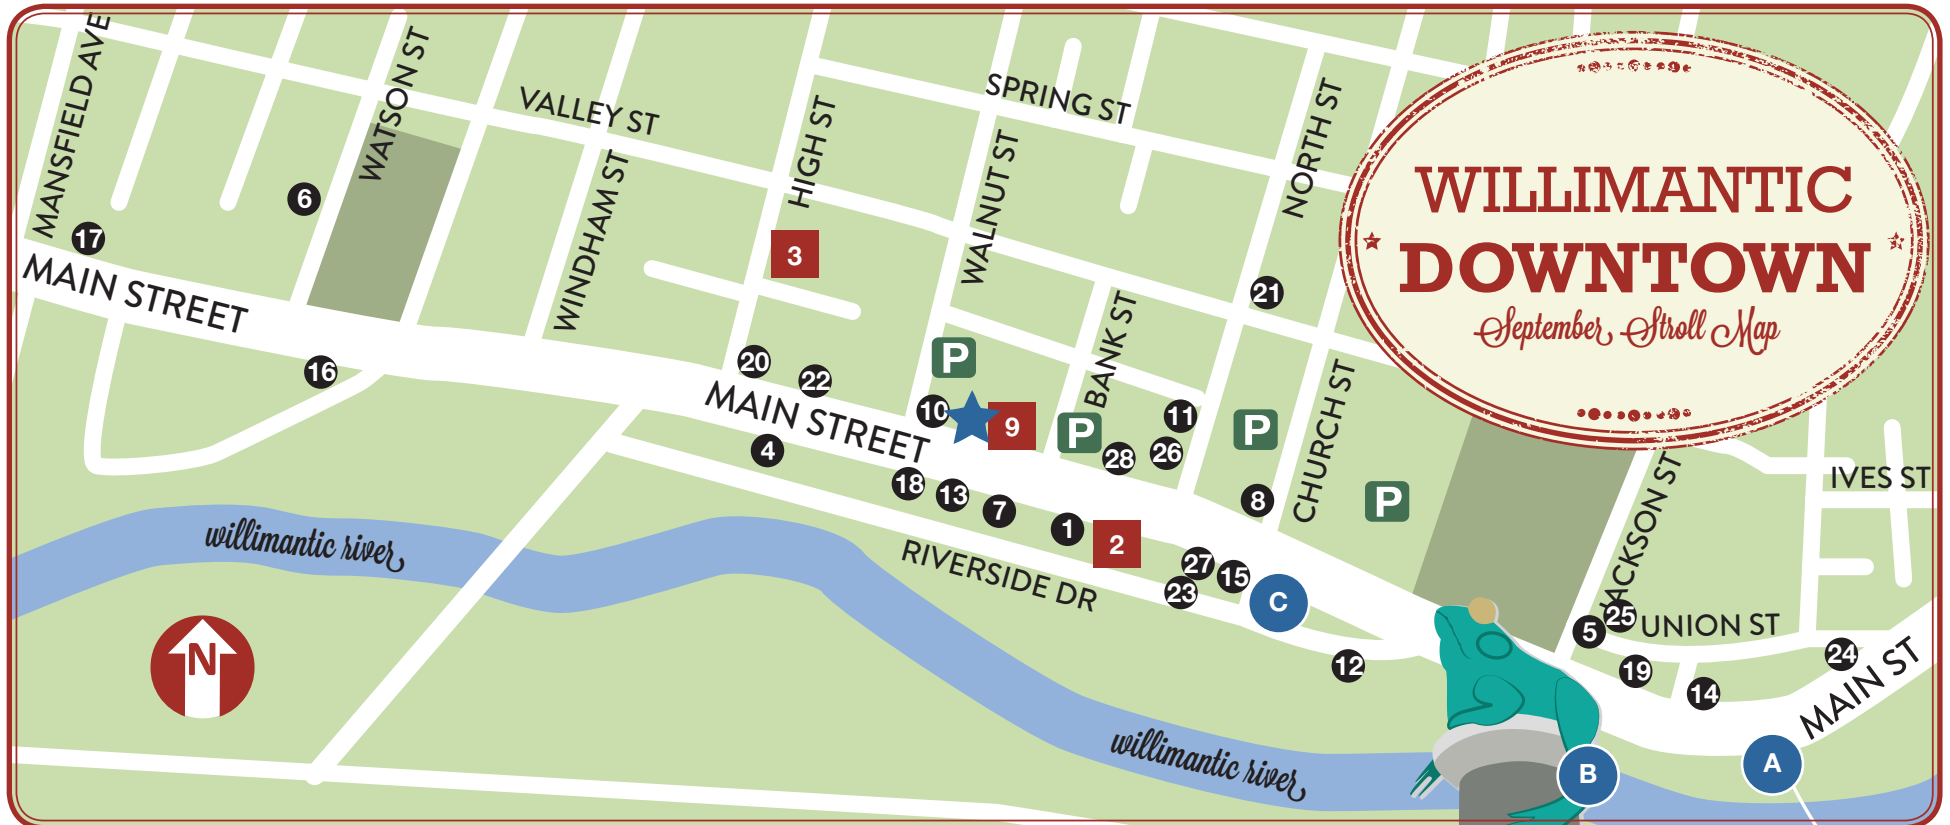 MANSFIELD AVE
WATSON ST
VALLEY ST
WINDHAM ST
HIGH ST
SPRING ST
WALNUT ST
NORTH ST
WILLIMANTIC
DOWNTOWN
September Stroll Map
6
17
3
21
MAIN STREET
16
20
22
P
BANK ST
10
9
P
11
P
CHURCH ST
MAIN STREET
4
28
26
18
13
7
8
P
JACKSON ST
IVES ST
1
2
willimantic river
RIVERSIDE DR
27
15
23
C
25
5
UNION ST
N
12
19
24
14
MAIN ST
willimantic river
B
A